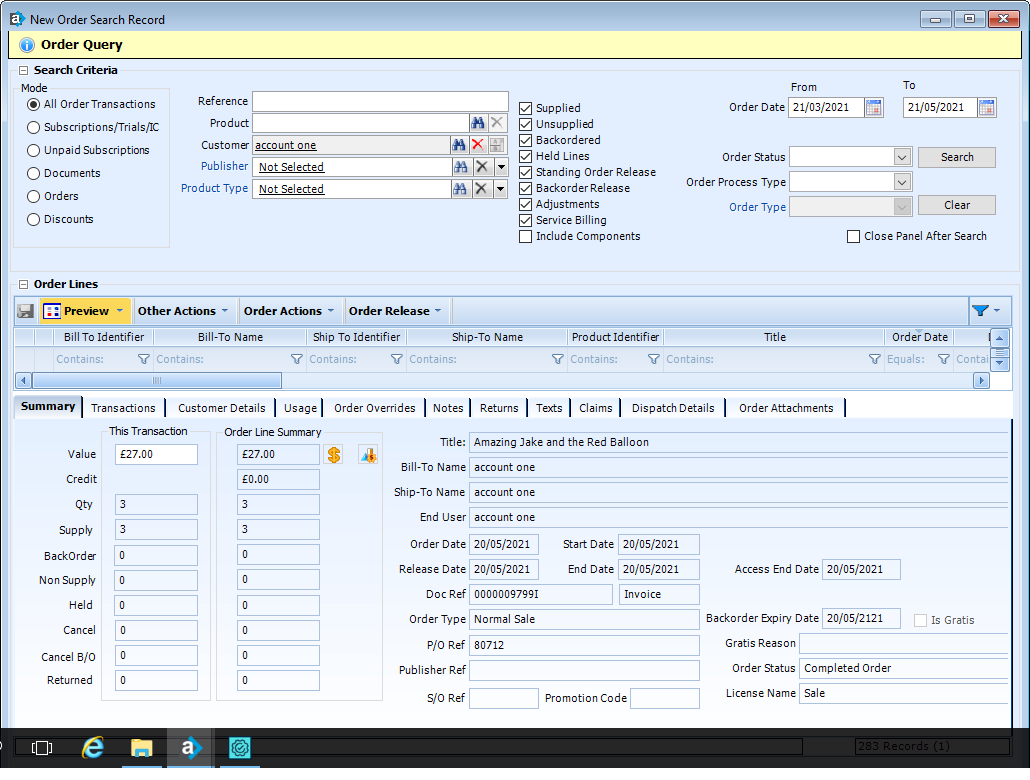 New Order Search Record
Order Query
Search Criteria
Mode
All Order Transactions
Subscriptions/Trials/IC
Unpaid Subscriptions
Documents
Orders
Discounts
Reference
Product
Customer account one
Publisher Not Selected
Product Type Not Selected
Supplied
Unsupplied
Backordered
Held Lines
Standing Order Release
Backorder Release
Adjustments
Service Billing
Include Components
From To
Order Date 21/03/2021 21/05/2021
Order Status Search
Order Process Type
Order Type Clear
Close Panel After Search
Order Lines
Preview Other Actions Order Actions Order Release
Bill To Identifier Bill-To Name Ship To Identifier Ship-To Name Product Identifier Title Order Date
Contains: Contains: Contains: Contains: Contains: Contains: Equals: Contai
Summary Transactions Customer Details Usage Order Overrides Notes Returns Texts Claims Dispatch Details Order Attachments
This Transaction Order Line Summary
Value £27.00 £27.00
Credit £0.00
Qty 3 3
Supply 3 3
BackOrder 0 0
Non Supply 0 0
Held 0 0
Cancel 0 0
Cancel B/O 0 0
Returned 0 0
Title: Amazing Jake and the Red Balloon
Bill-To Name account one
Ship-To Name account one
End User account one
Order Date 20/05/2021 Start Date 20/05/2021
Release Date 20/05/2021 End Date 20/05/2021 Access End Date 20/05/2021
Doc Ref 0000009799I Invoice
Order Type Normal Sale Backorder Expiry Date 20/05/2121 Is Gratis
P/O Ref 80712 Gratis Reason
Publisher Ref Order Status Completed Order
S/O Ref Promotion Code License Name Sale
283 Records (1)